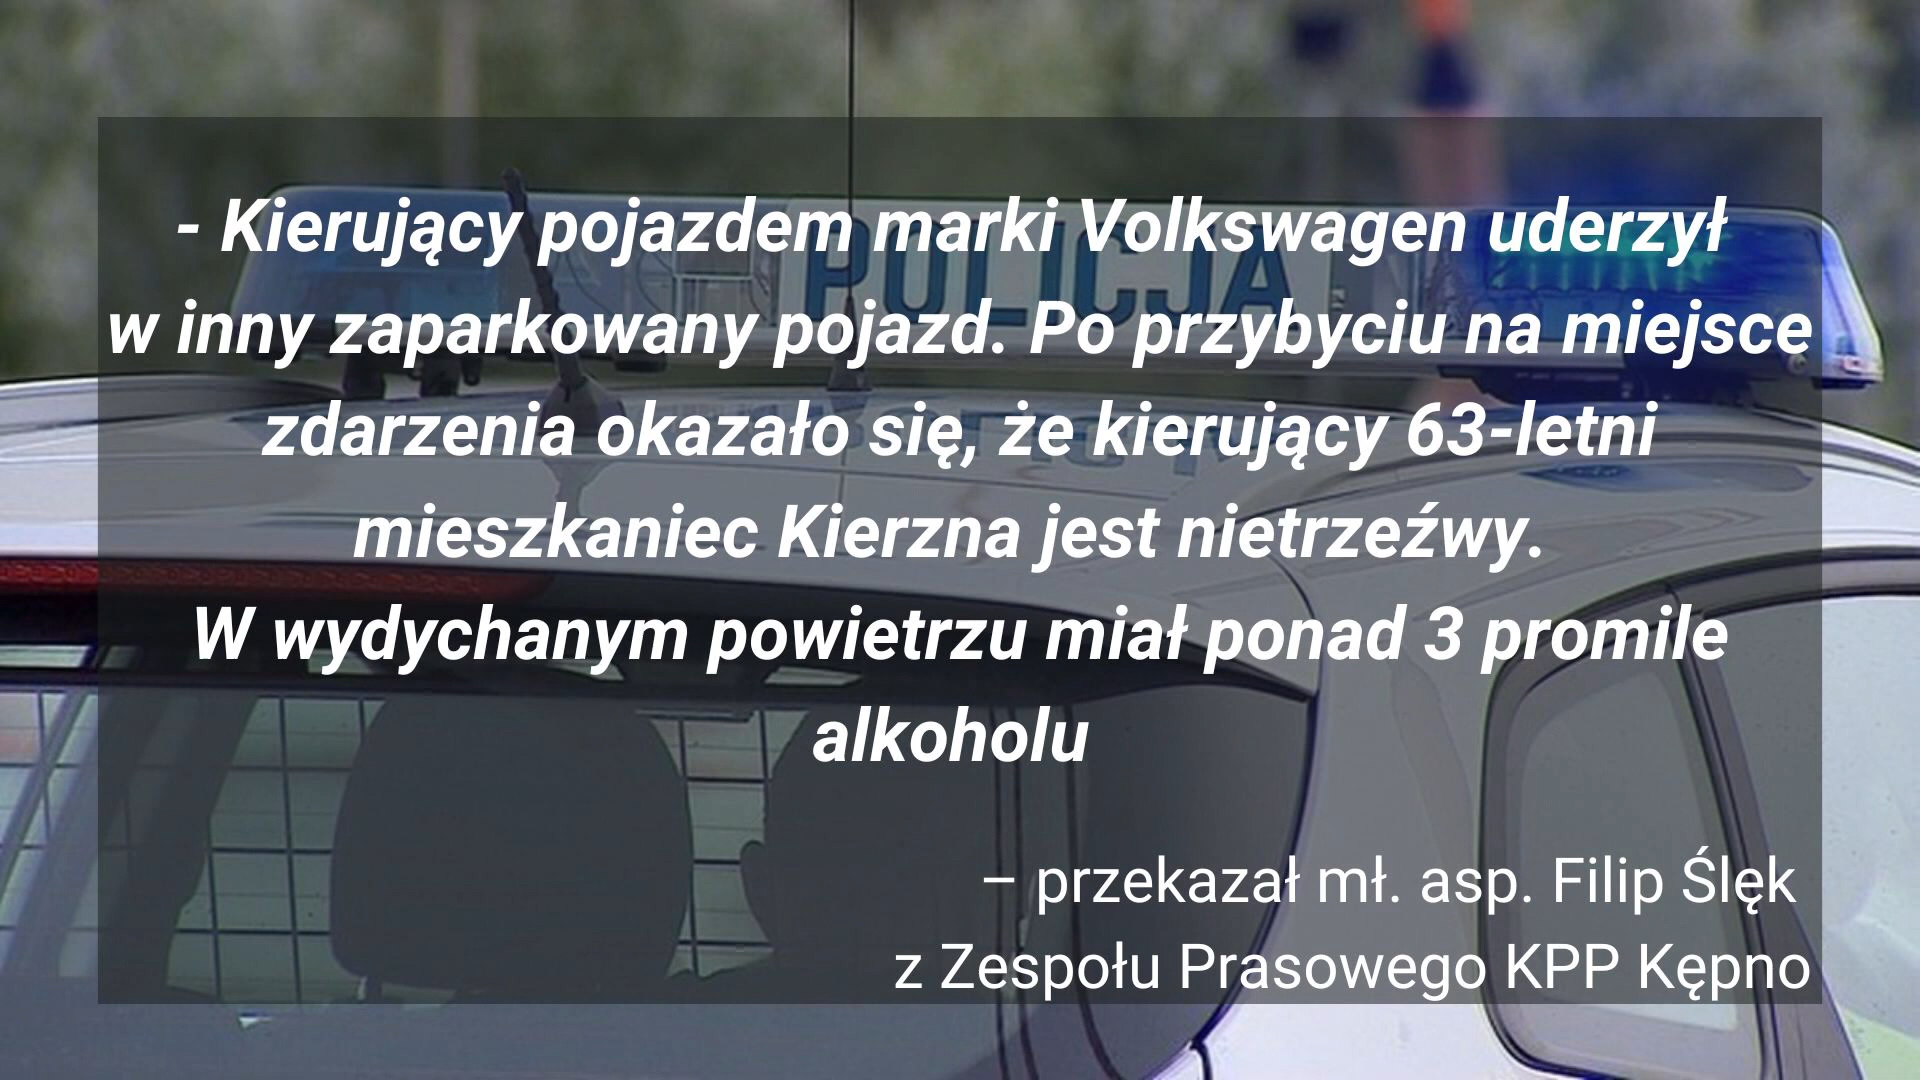 - Kierujący pojazdem marki Volkswagen uderzył
w inny zaparkowany pojazd. Po przybyciu na miejsce
zdarzenia okazało się, że kierujący 63-letni
mieszkaniec Kierzna jest nietrzeźwy.
W wydychanym powietrzu miał ponad 3 promile
alkoholu
– przekazał mł. asp. Filip Ślęk
z Zespołu Prasowego KPP Kępno
POLICJA